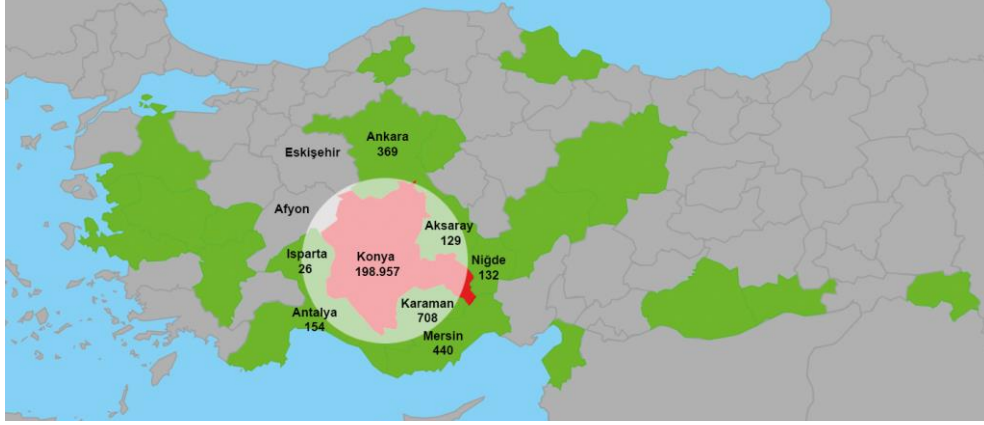 Ankara
369
Eskişehir
Afyon
Aksaray
129
Isparta
26
Konya
198.957
Niğde
132
Antalya
154
Karaman
708
Mersin
440